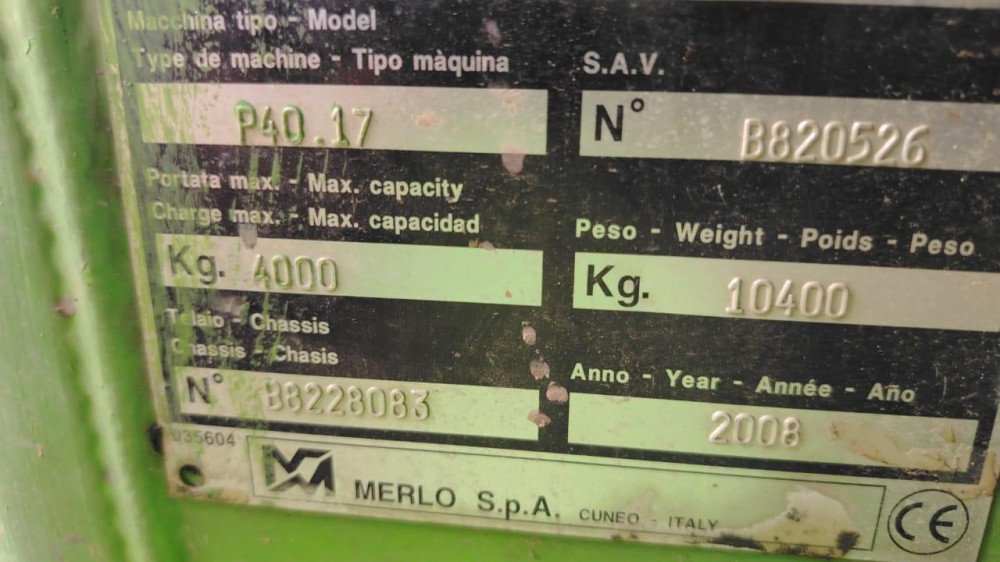 Macchina tipo - Model
Type de machine - Tipo màquina
P40.17
S.A.V.
N° B820526
Portata max. - Max. capacity
Charge max. - Max. capacidad
Kg. 4000
Peso - Weight - Poids - Peso
Kg. 10400
Telaio - Chassis
Chassis - Chasis
N° B8228083
Anno - Year - Année - Año
2008
035604
MERLO S.p.A. CUNEO - ITALY
CE